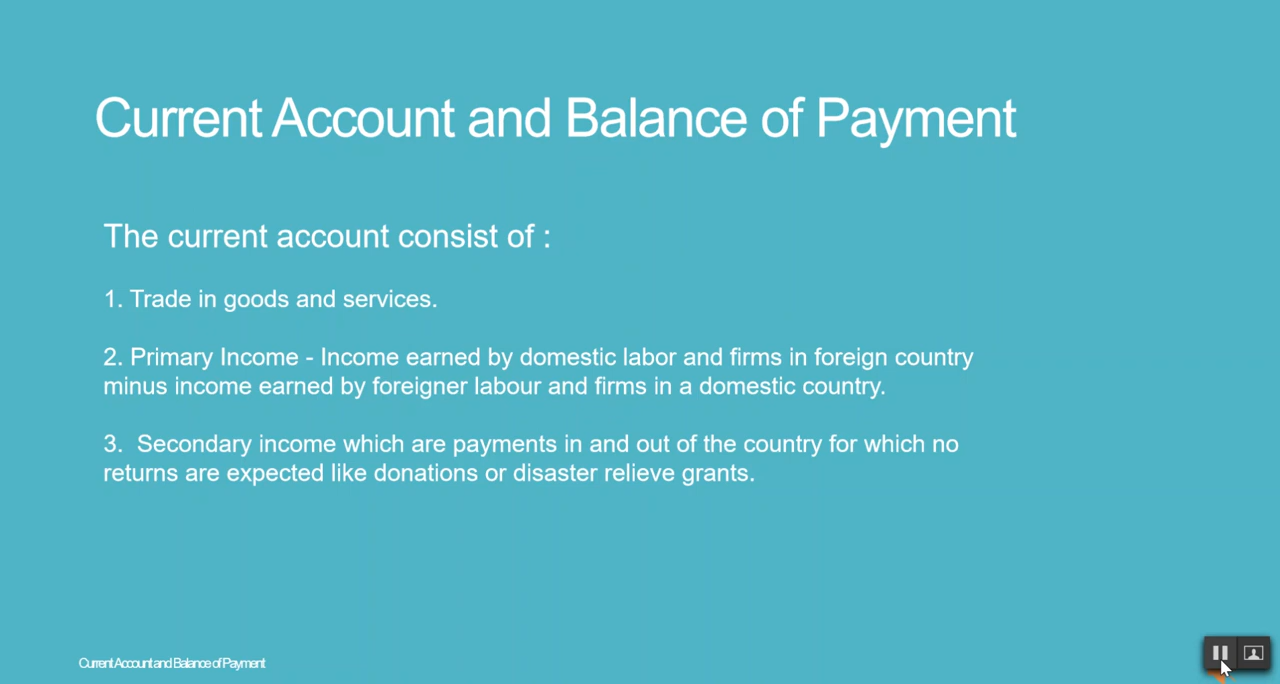 Current Account and Balance of Payment
The current account consist of :
1. Trade in goods and services.
2. Primary Income - Income earned by domestic labor and firms in foreign country
minus income earned by foreigner labour and firms in a domestic country.
3.  Secondary income which are payments in and out of the country for which no
returns are expected like donations or disaster relieve grants.
Current Account and Balance of Payment